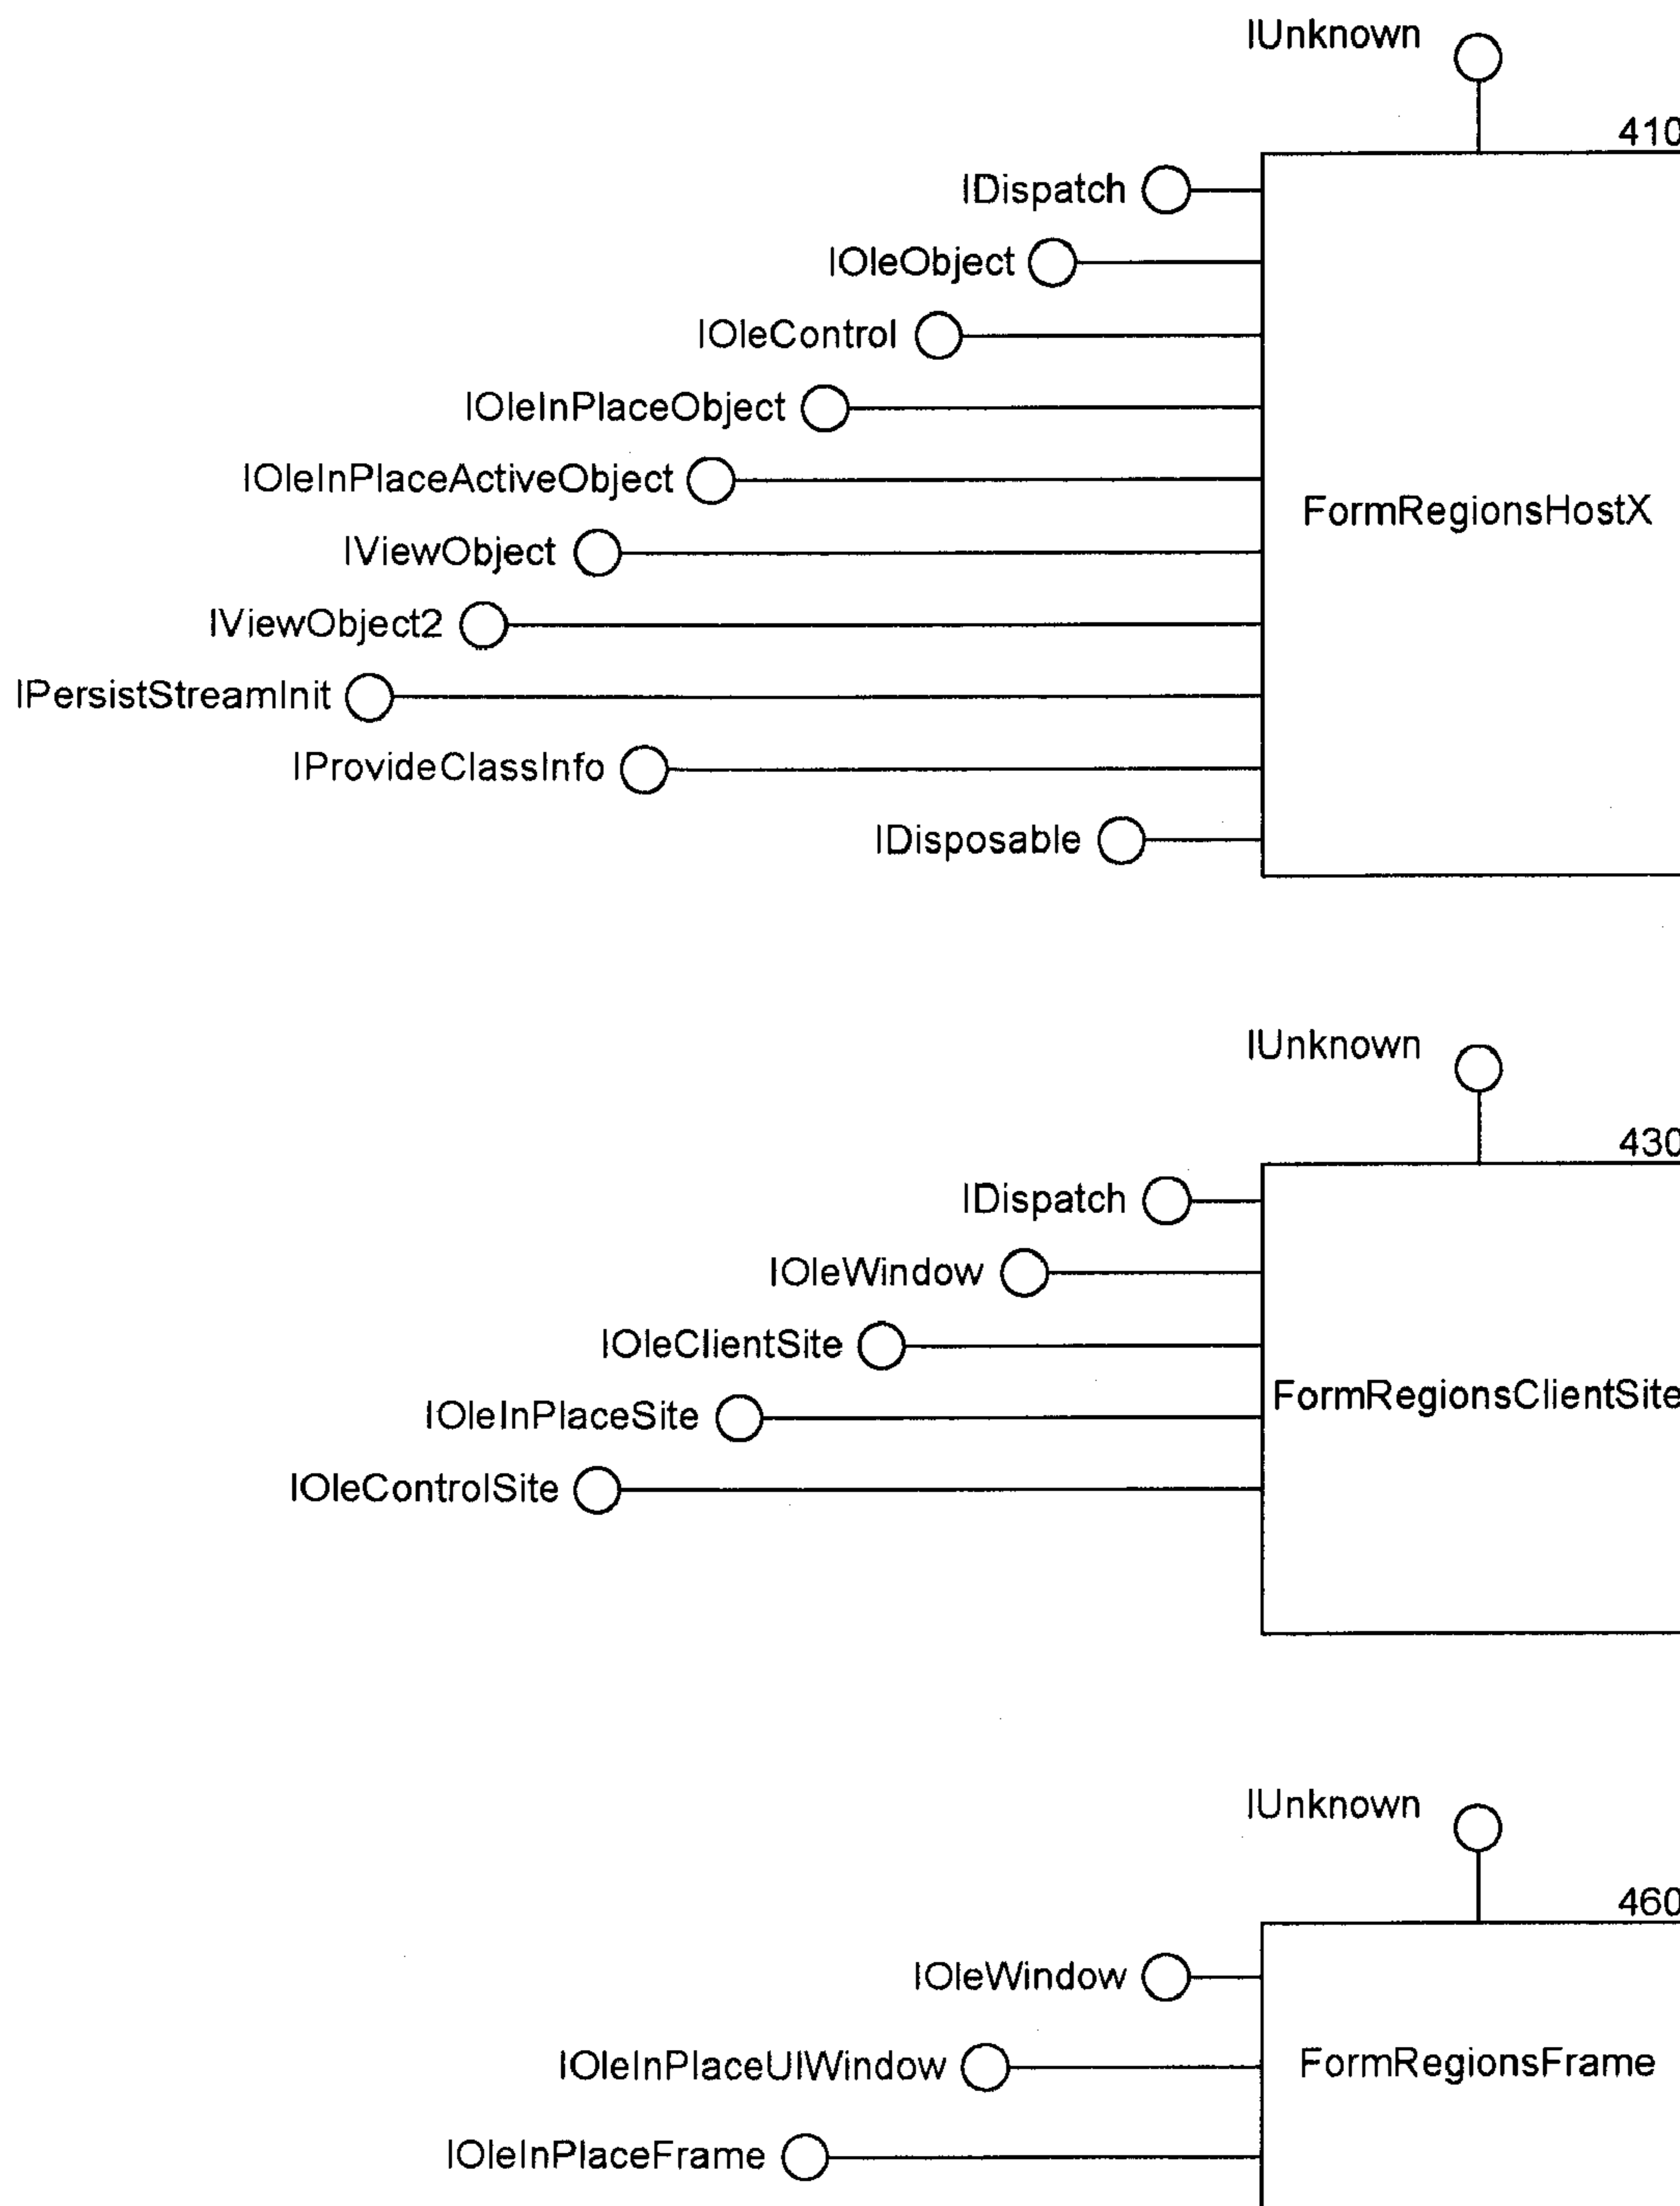 IUnknown
410
IDispatch
IOleObject
IOleControl
IOleInPlaceObject
IOleInPlaceActiveObject
FormRegionsHostX
IViewObject
IViewObject2
IPersistStreamInit
IProvideClassInfo
IDisposable
IUnknown
430
IDispatch
IOleWindow
IOleClientSite
FormRegionsClientSite
IOleInPlaceSite
IOleControlSite
IUnknown
460
IOleWindow
IOleInPlaceUIWindow
FormRegionsFrame
IOleInPlaceFrame